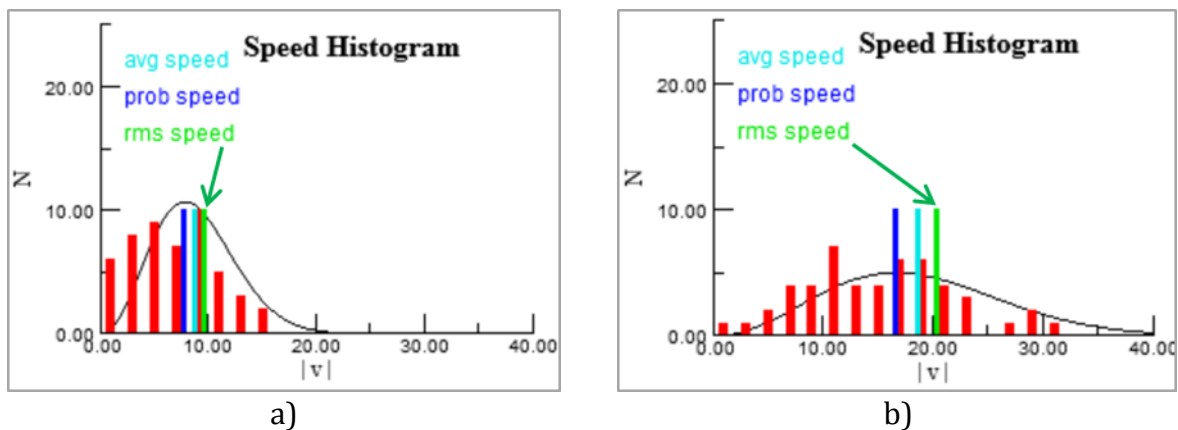 Speed Histogram
avg speed
20.00
prob speed
rms speed
N
10.00
0.00
0.00 10.00 20.00 30.00 40.00
|v|
a)
Speed Histogram
avg speed
20.00
prob speed
rms speed
N
10.00
0.00
0.00 10.00 20.00 30.00 40.00
|v|
b)